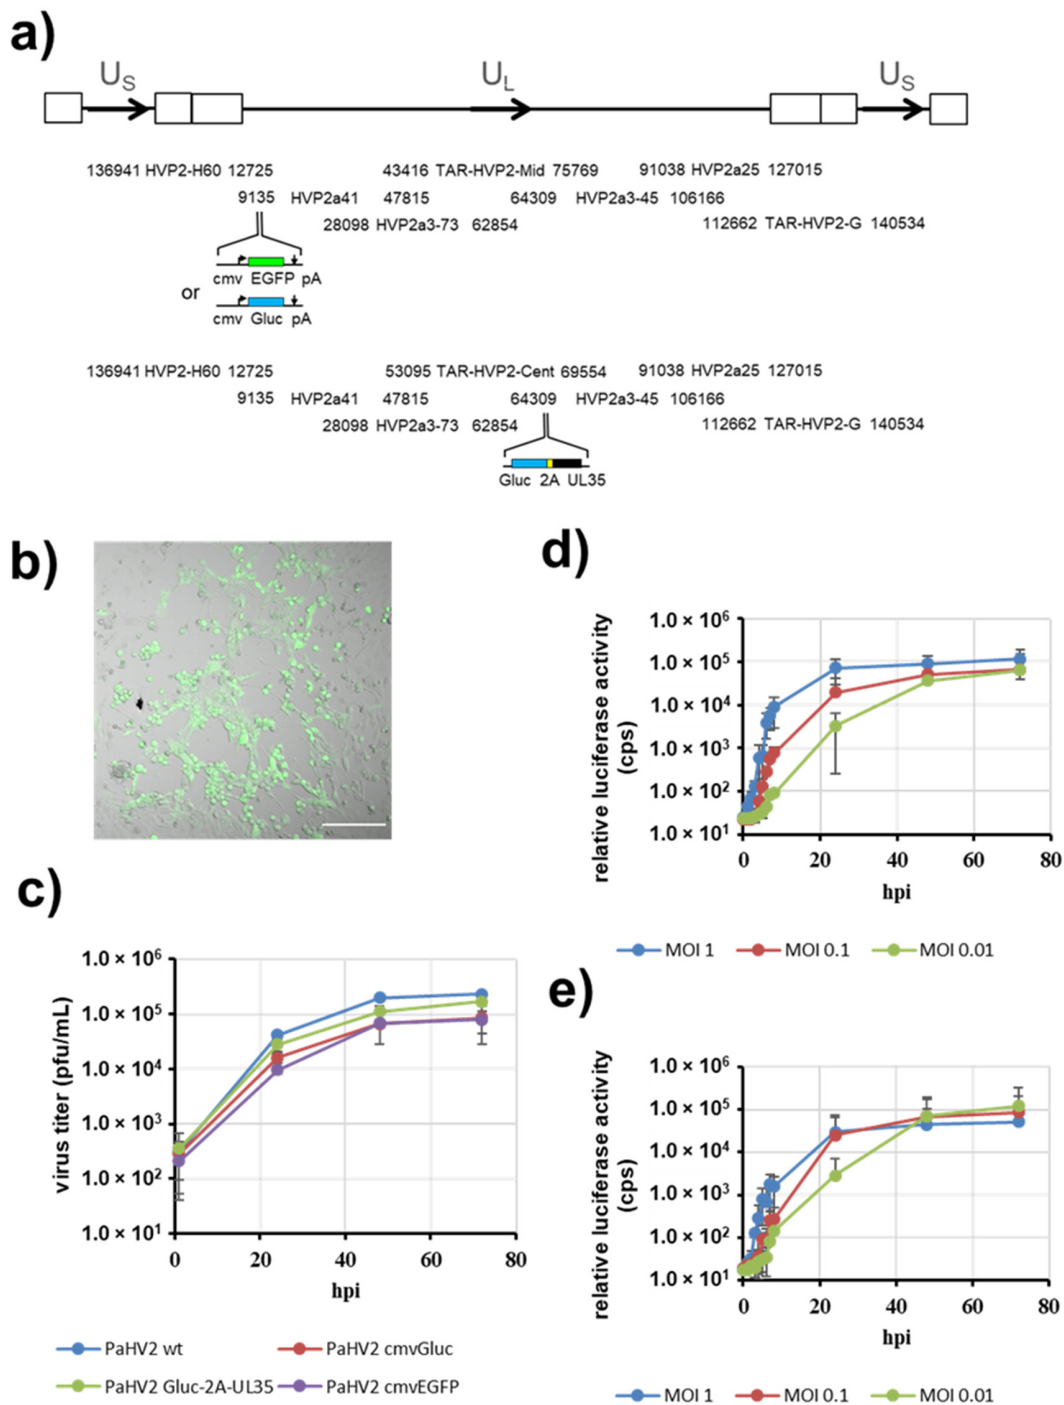 a)
US UL US
136941 HVP2-H60 12725 43416 TAR-HVP2-Mid 75769 91038 HVP2a25 127015
9135 HVP2a41 47815 64309 HVP2a3-45 106166
28098 HVP2a3-73 62854 112662 TAR-HVP2-G 140534
cmv EGFP pA
or
cmv Gluc pA
136941 HVP2-H60 12725 53095 TAR-HVP2-Cent 69554 91038 HVP2a25 127015
9135 HVP2a41 47815 64309 HVP2a3-45 106166
28098 HVP2a3-73 62854 112662 TAR-HVP2-G 140534
Gluc 2A UL35
b)
c)
virus titer (pfu/mL)
1.0 × 10⁶
1.0 × 10⁵
1.0 × 10⁴
1.0 × 10³
1.0 × 10²
1.0 × 10¹
0 20 40 60 80
hpi
PaHV2 wt PaHV2 cmvGluc
PaHV2 Gluc-2A-UL35 PaHV2 cmvEGFP
d)
relative luciferase activity
(cps)
1.0 × 10⁶
1.0 × 10⁵
1.0 × 10⁴
1.0 × 10³
1.0 × 10²
1.0 × 10¹
0 20 40 60 80
hpi
MOI 1 MOI 0.1 MOI 0.01
e)
relative luciferase activity
(cps)
1.0 × 10⁶
1.0 × 10⁵
1.0 × 10⁴
1.0 × 10³
1.0 × 10²
1.0 × 10¹
0 20 40 60 80
hpi
MOI 1 MOI 0.1 MOI 0.01